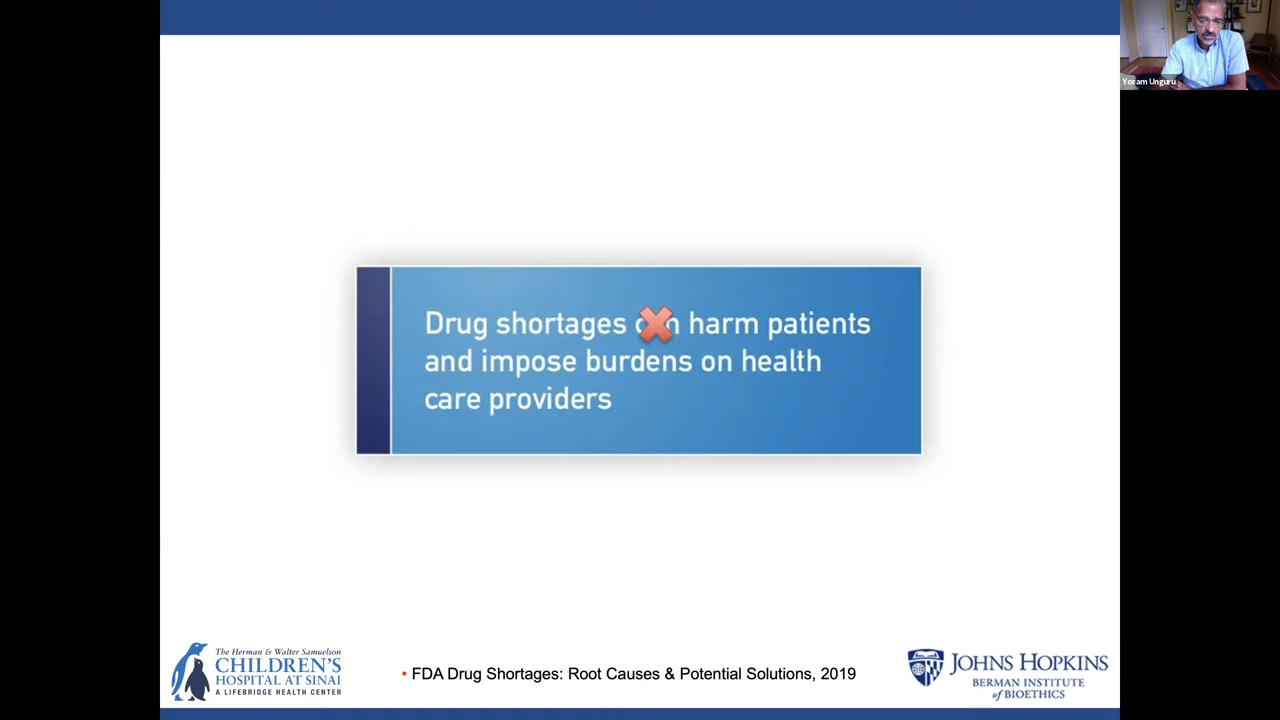 Yoram Unguru
Drug shortages can harm patients
and impose burdens on health
care providers
The Herman & Walter Samuelson
CHILDREN'S
HOSPITAL AT SINAI
A LIFEBRIDGE HEALTH CENTER
• FDA Drug Shortages: Root Causes & Potential Solutions, 2019
JOHNS HOPKINS
BERMAN INSTITUTE
of BIOETHICS